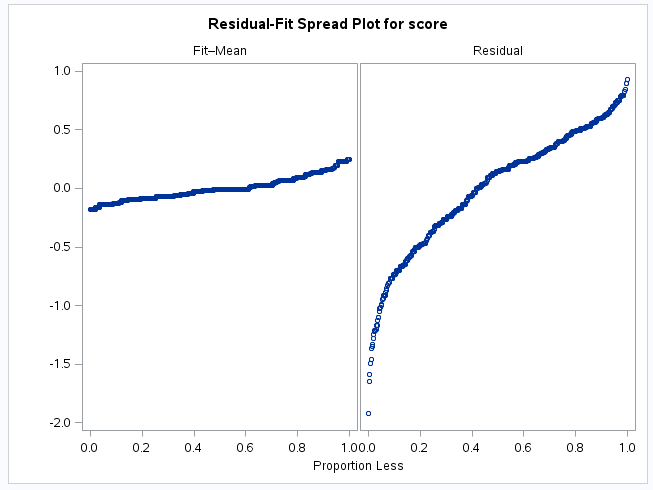 Residual-Fit Spread Plot for score
Fit–Mean Residual
1.0
0.5
0.0
-0.5
-1.0
-1.5
-2.0
0.0 0.2 0.4 0.6 0.8 1.0 0.0 0.2 0.4 0.6 0.8 1.0
Proportion Less